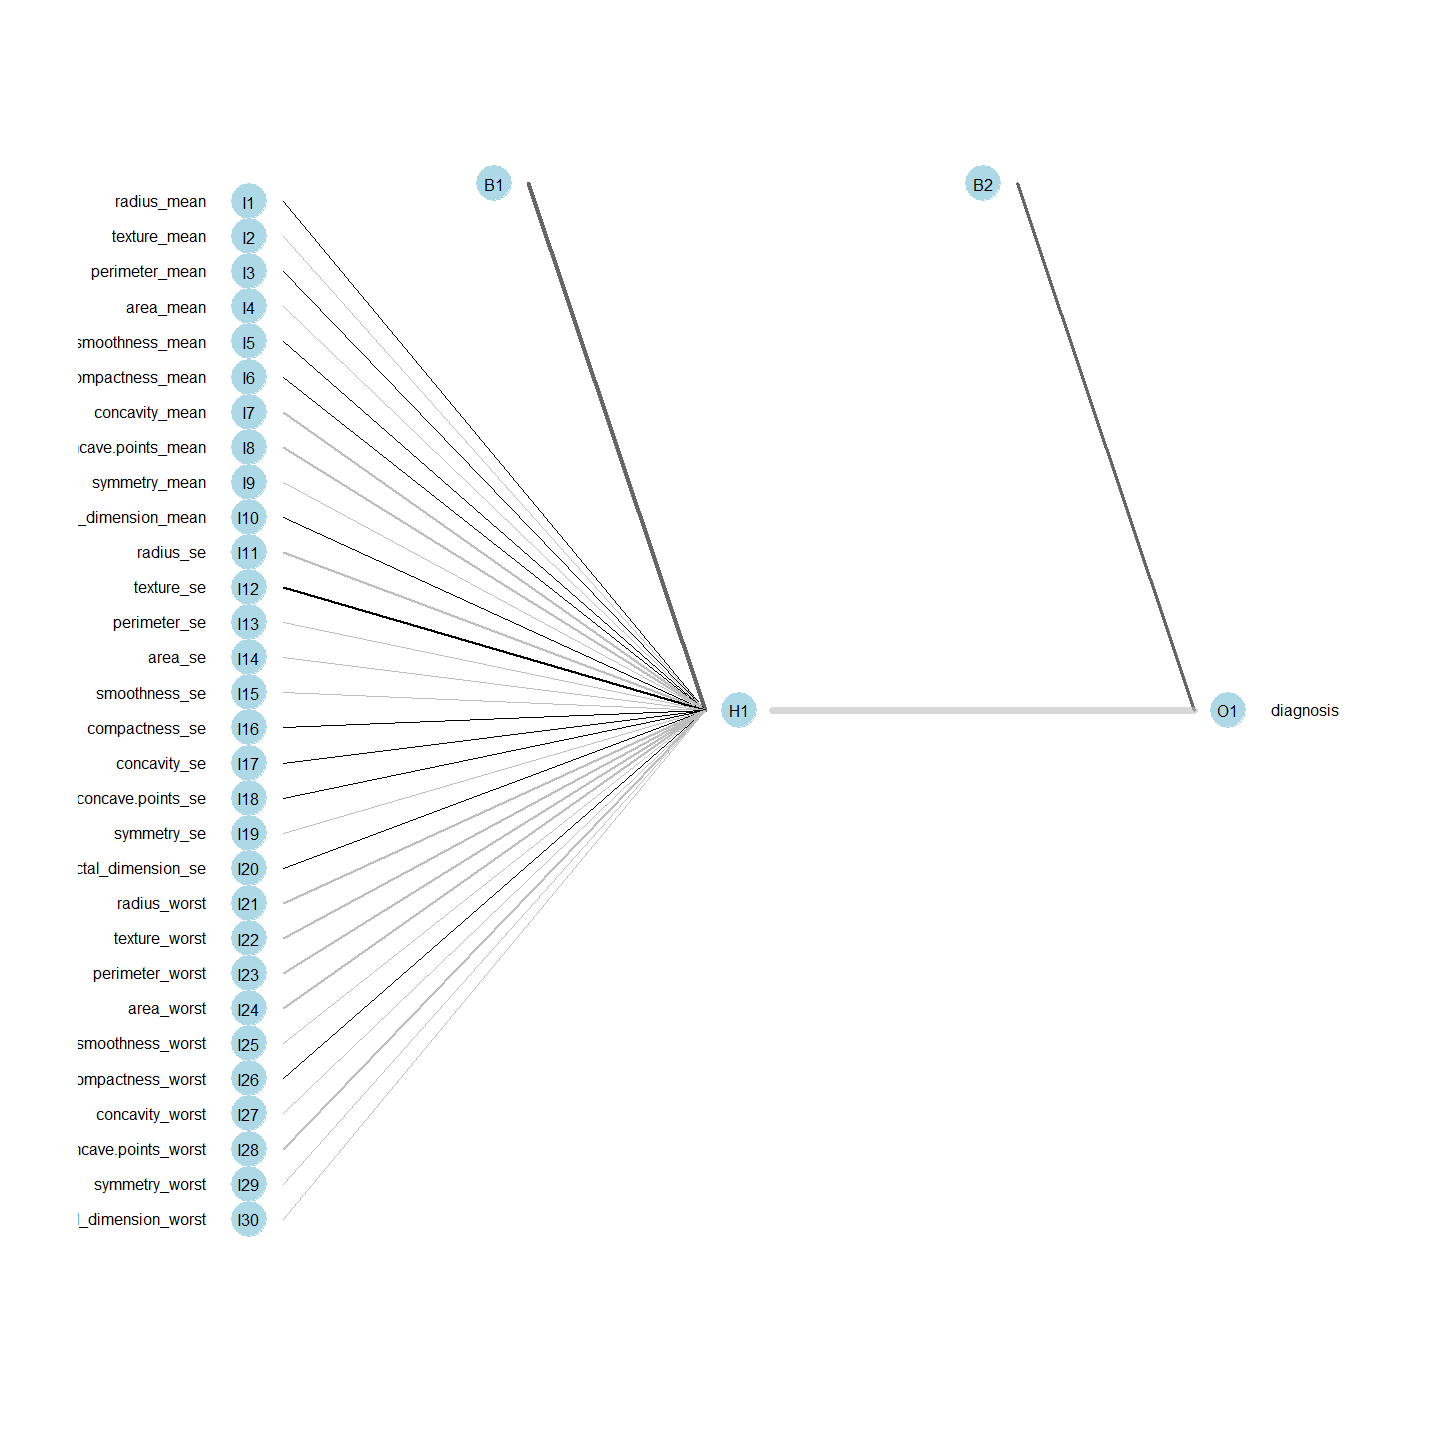 B1
B2
radius_mean I1
texture_mean I2
perimeter_mean I3
area_mean I4
smoothness_mean I5
ompactness_mean I6
concavity_mean I7
cave.points_mean I8
symmetry_mean I9
_dimension_mean I10
radius_se I11
texture_se I12
perimeter_se I13
area_se I14
smoothness_se I15
H1
O1 diagnosis
compactness_se I16
concavity_se I17
concave.points_se I18
symmetry_se I19
ctal_dimension_se I20
radius_worst I21
texture_worst I22
perimeter_worst I23
area_worst I24
smoothness_worst I25
ompactness_worst I26
concavity_worst I27
ncave.points_worst I28
symmetry_worst I29
l_dimension_worst I30